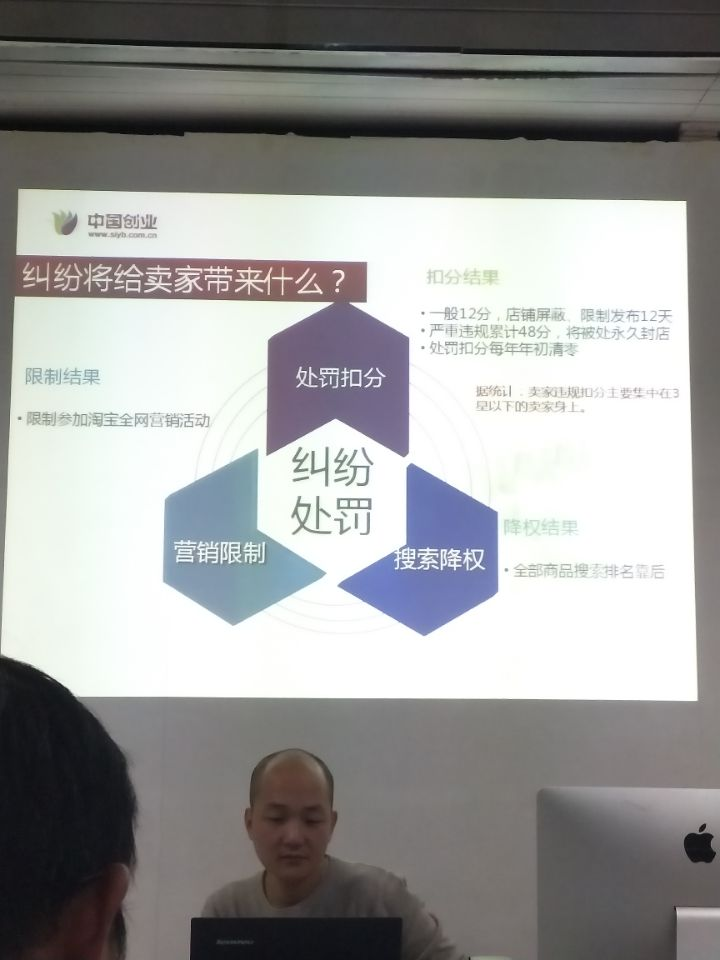 中国创业
www.siyb.com.cn
纠纷将给卖家带来什么？
扣分结果
• 一般12分，店铺屏蔽、限制发布12天
• 严重违规累计48分，将被处永久封店
• 处罚扣分每年年初清零
据统计：卖家违规扣分主要集中在3
星以下的卖家身上。
限制结果
• 限制参加淘宝全网营销活动
处罚扣分
纠纷
处罚
营销限制
搜索降权
降权结果
• 全部商品搜索排名靠后
lenovo